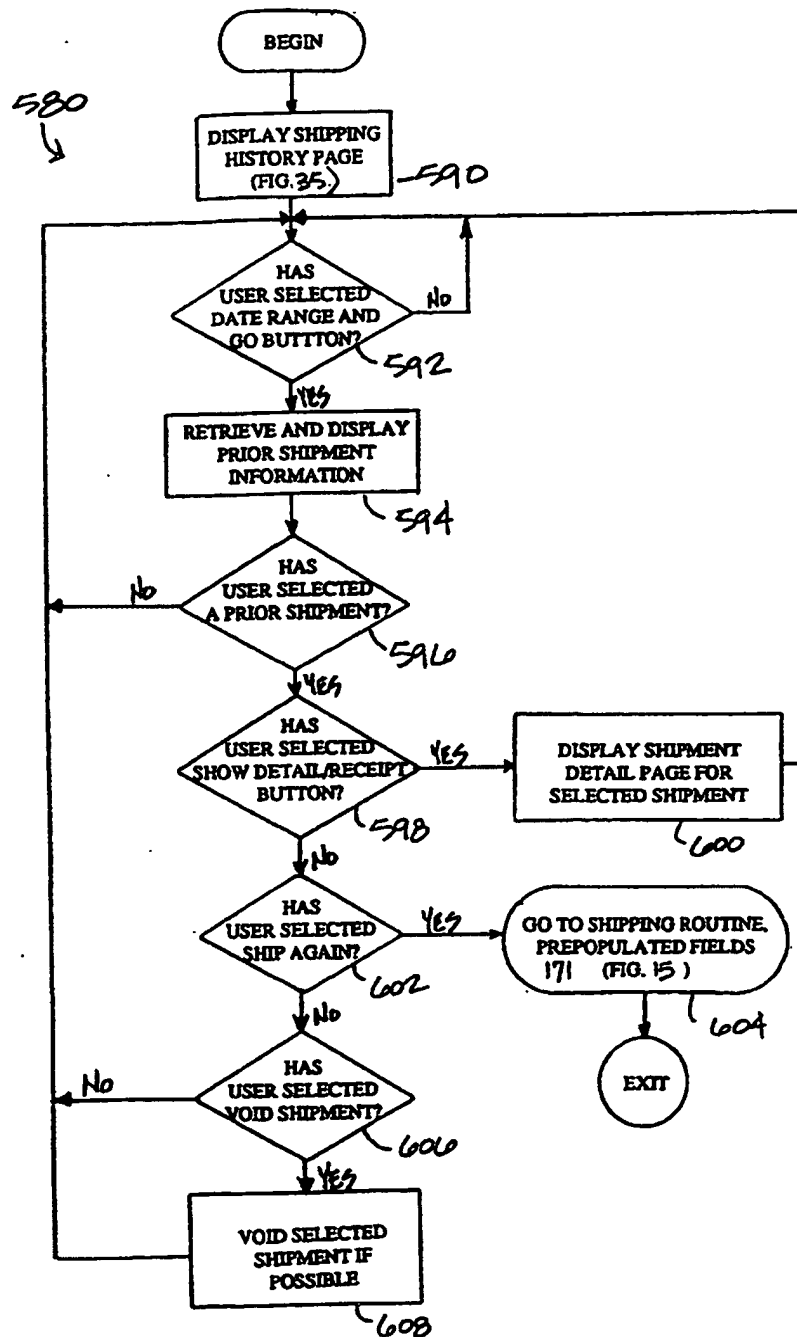 BEGIN
580
DISPLAY SHIPPING
HISTORY PAGE
(FIG. 35.)
590
HAS
USER SELECTED
DATE RANGE AND
GO BUTTTON?
No
592
YES
RETRIEVE AND DISPLAY
PRIOR SHIPMENT
INFORMATION
594
HAS
USER SELECTED
A PRIOR SHIPMENT?
No
596
YES
HAS
USER SELECTED
SHOW DETAIL/RECEIPT
BUTTON?
YES
598
DISPLAY SHIPMENT
DETAIL PAGE FOR
SELECTED SHIPMENT
600
No
HAS
USER SELECTED
SHIP AGAIN?
YES
602
GO TO SHIPPING ROUTINE,
PREPOPULATED FIELDS
171 (FIG. 15 )
604
No
EXIT
HAS
USER SELECTED
VOID SHIPMENT?
No
606
YES
VOID SELECTED
SHIPMENT IF
POSSIBLE
608